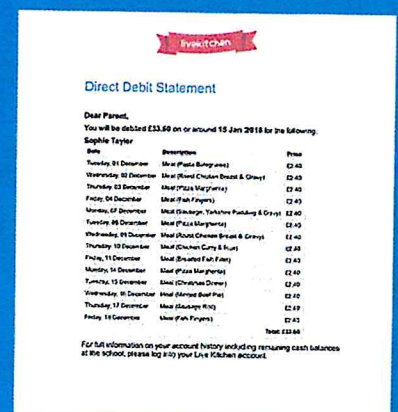 livekitchen
Direct Debit Statement
Dear Parent,
You will be debited £33.60 on or around 15 Jan 2016 for the following:
Sophie Taylor
Date Description Price
Tuesday, 01 December Meal (Pasta Bolognaise) £2.40
Wednesday, 02 December Meal (Roast Chicken Breast & Gravy) £2.40
Thursday, 03 December Meal (Pizza Margherita) £2.40
Friday, 04 December Meal (Fish Fingers) £2.40
Monday, 07 December Meal (Sausage, Yorkshire Pudding & Gravy) £2.40
Tuesday, 08 December Meal (Pizza Margherita) £2.40
Wednesday, 09 December Meal (Roast Chicken Breast & Gravy) £2.40
Thursday, 10 December Meal (Chicken Curry & Rice) £2.40
Friday, 11 December Meal (Breaded Fish Fillet) £2.40
Monday, 14 December Meal (Pizza Margherita) £2.40
Tuesday, 15 December Meal (Christmas Dinner) £2.40
Wednesday, 16 December Meal (Minced Beef Pie) £2.40
Thursday, 17 December Meal (Sausage Roll) £2.40
Friday, 18 December Meal (Fish Fingers) £2.40
Total: £33.60
For full information on your account history including remaining cash balances
at the school, please log into your Live Kitchen account.